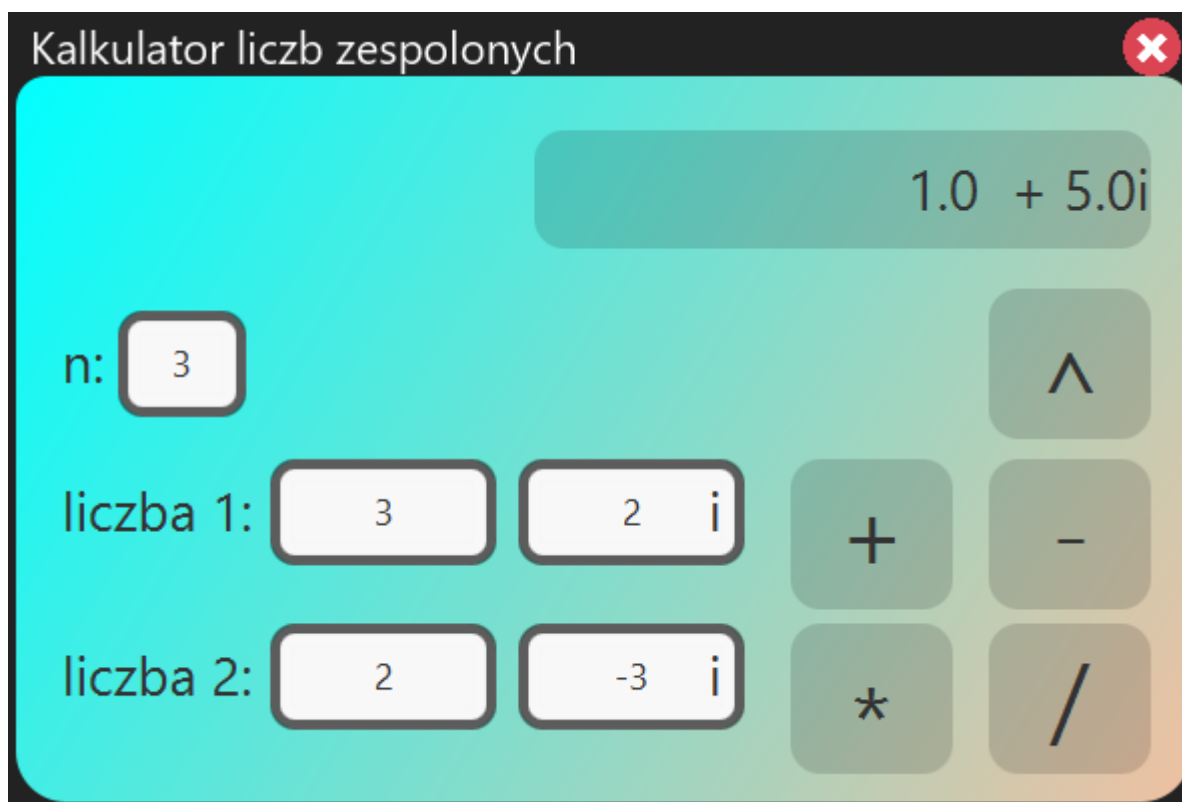 Kalkulator liczb zespolonych
1.0 + 5.0i
n: 3 ^
liczba 1: 3 2 i + -
liczba 2: 2 -3 i * /